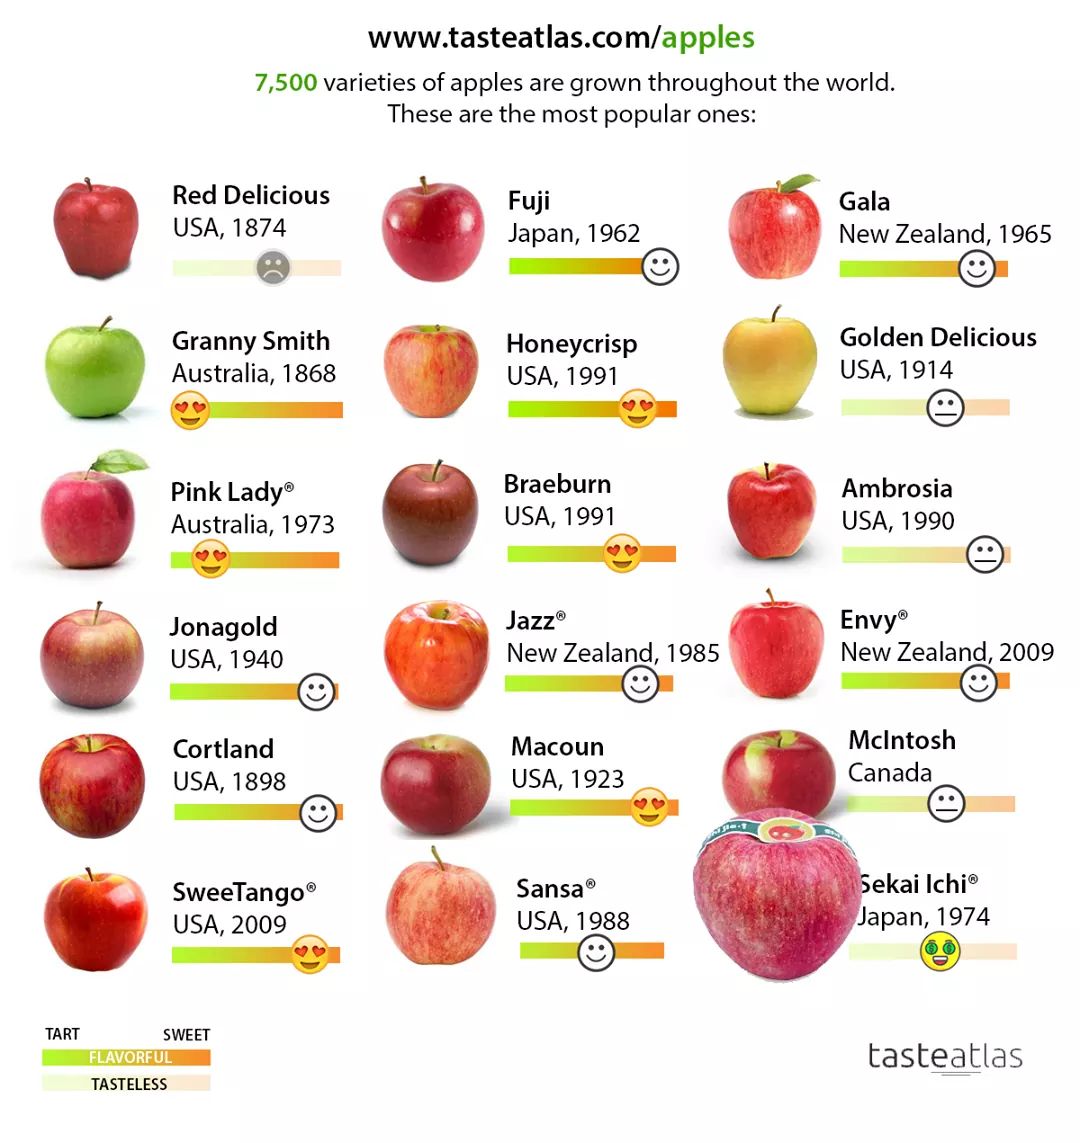 www.tasteatlas.com/apples
7,500 varieties of apples are grown throughout the world.
These are the most popular ones:
Red Delicious
USA, 1874
Fuji
Japan, 1962
Gala
New Zealand, 1965
Granny Smith
Australia, 1868
Honeycrisp
USA, 1991
Golden Delicious
USA, 1914
Pink Lady®
Australia, 1973
Braeburn
USA, 1991
Ambrosia
USA, 1990
Jonagold
USA, 1940
Jazz®
New Zealand, 1985
Envy®
New Zealand, 2009
Cortland
USA, 1898
Macoun
USA, 1923
McIntosh
Canada
SweeTango®
USA, 2009
Sansa®
USA, 1988
Sekai Ichi®
Japan, 1974
TART SWEET
FLAVORFUL
TASTELESS
tasteatlas